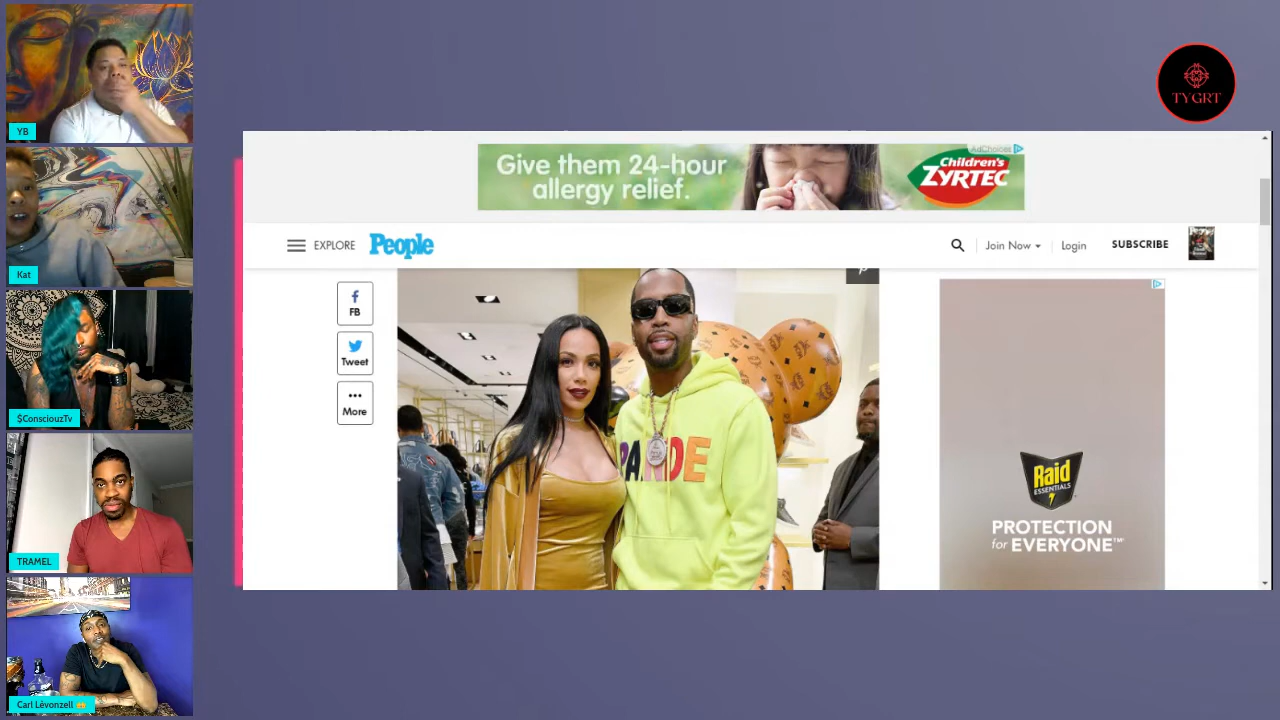 YB
Kat
$ConsciouzTv
TRAMEL
Carl Lévonzell
TYGRT
Give them 24-hour
allergy relief.
AdChoices
Children's
ZYRTEC
EXPLORE
People
Join Now
Login
SUBSCRIBE
FB
Tweet
More
Raid
ESSENTIALS
PROTECTION
for EVERYONE™